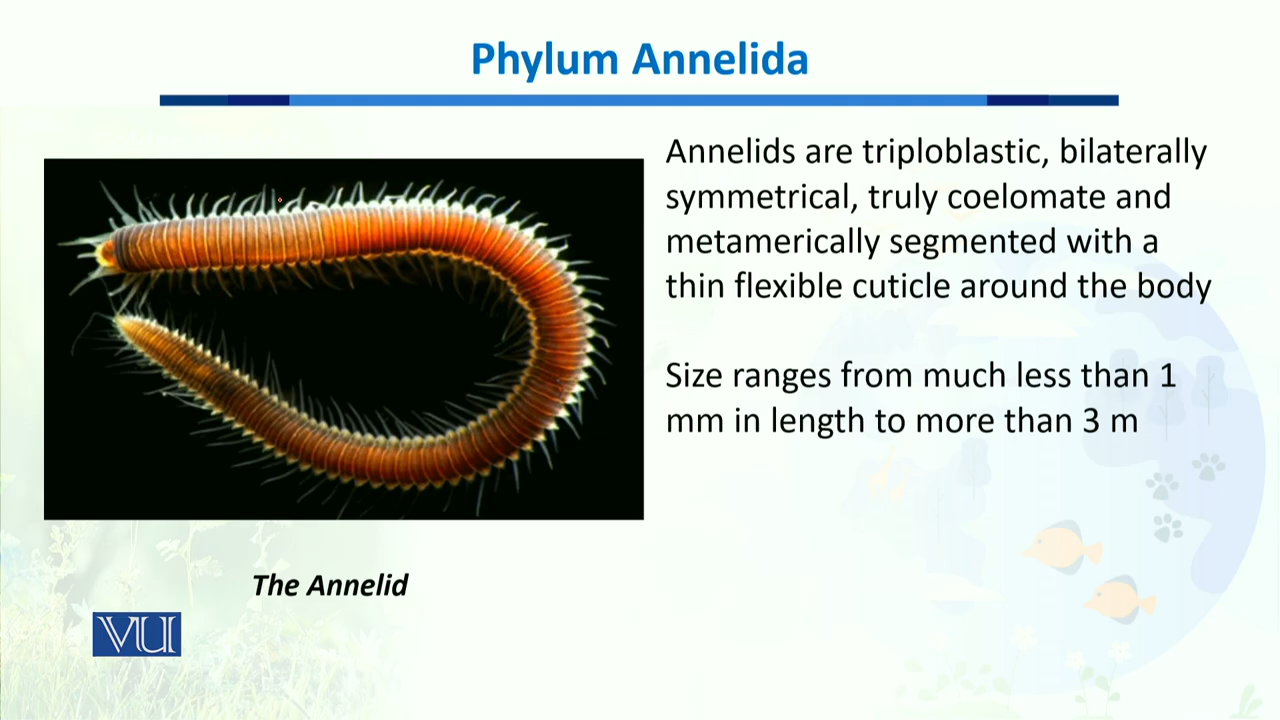 Phylum Annelida
Annelids are triploblastic, bilaterally
symmetrical, truly coelomate and
metamerically segmented with a
thin flexible cuticle around the body
Size ranges from much less than 1
mm in length to more than 3 m
The Annelid
VU